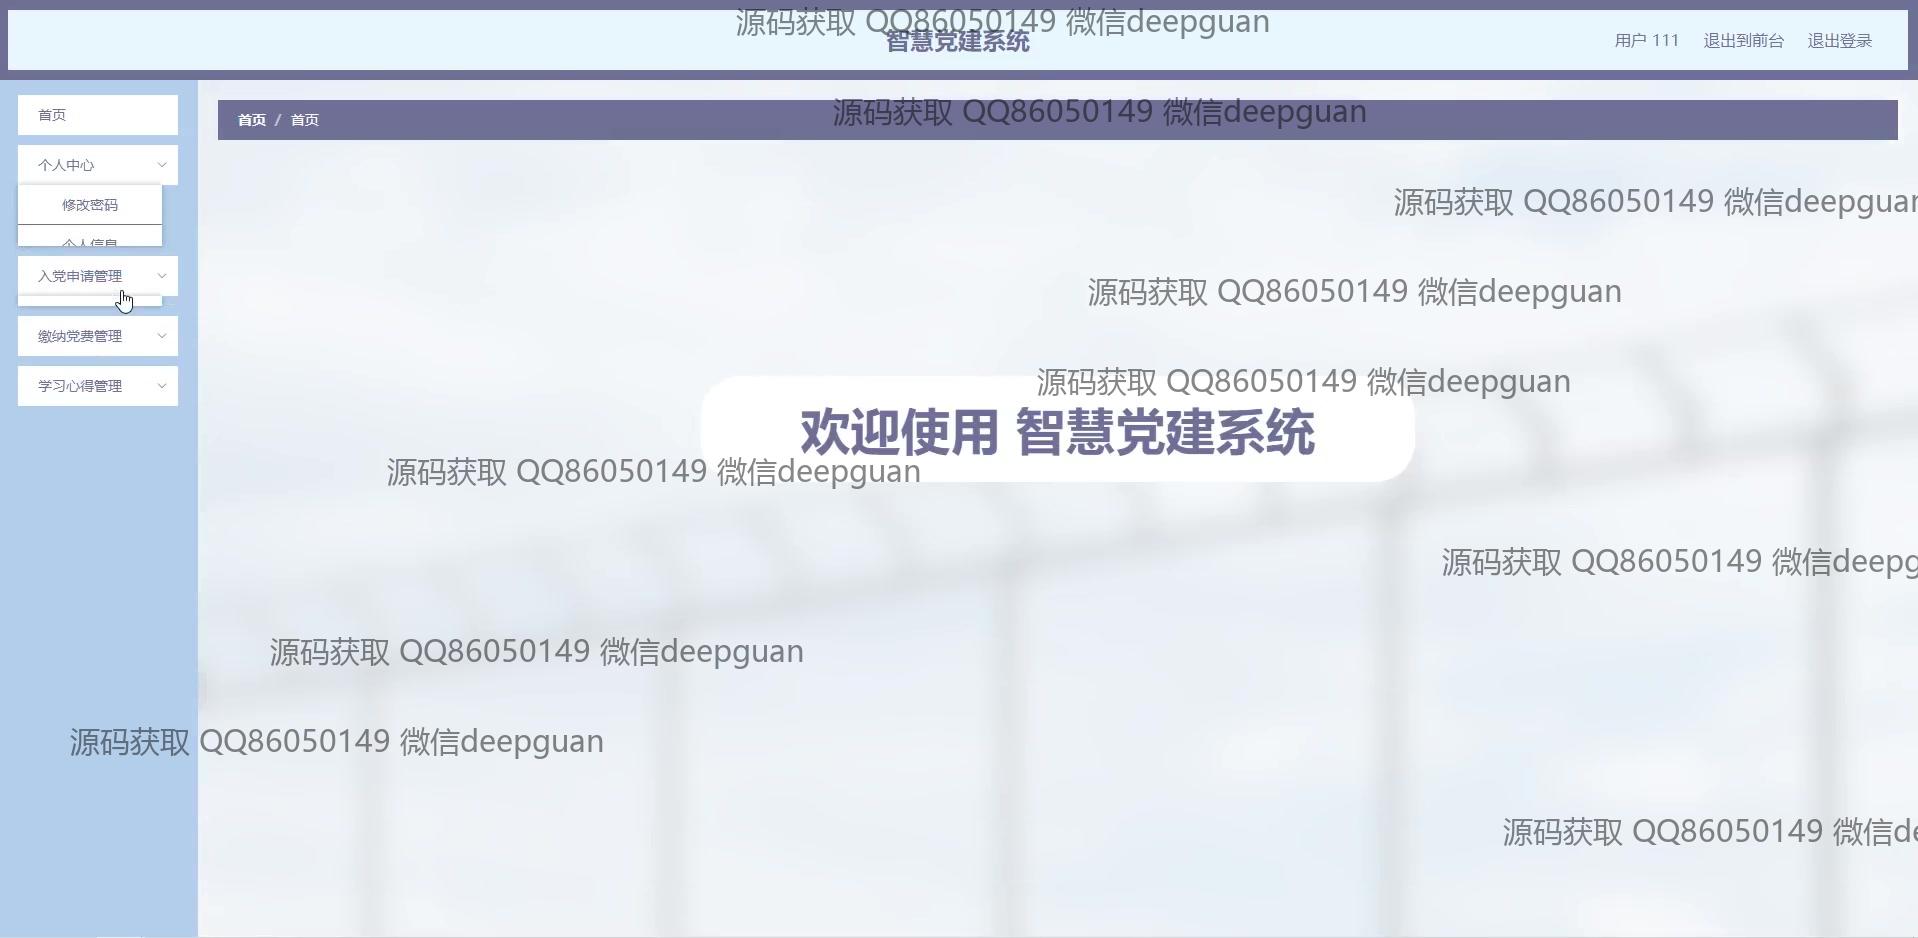 源码获取 QQ86050149 微信deepguan
智慧党建系统
用户 111 退出到前台 退出登录
首页
源码获取 QQ86050149 微信deepguan
首页 / 首页
个人中心
源码获取 QQ86050149 微信deepguar
修改密码
个人信息
入党申请管理
源码获取 QQ86050149 微信deepguan
缴纳党费管理
源码获取 QQ86050149 微信deepguan
学习心得管理
欢迎使用 智慧党建系统
源码获取 QQ86050149 微信deepguan
源码获取 QQ86050149 微信deepg
源码获取 QQ86050149 微信deepguan
源码获取 QQ86050149 微信deepguan
源码获取 QQ86050149 微信de